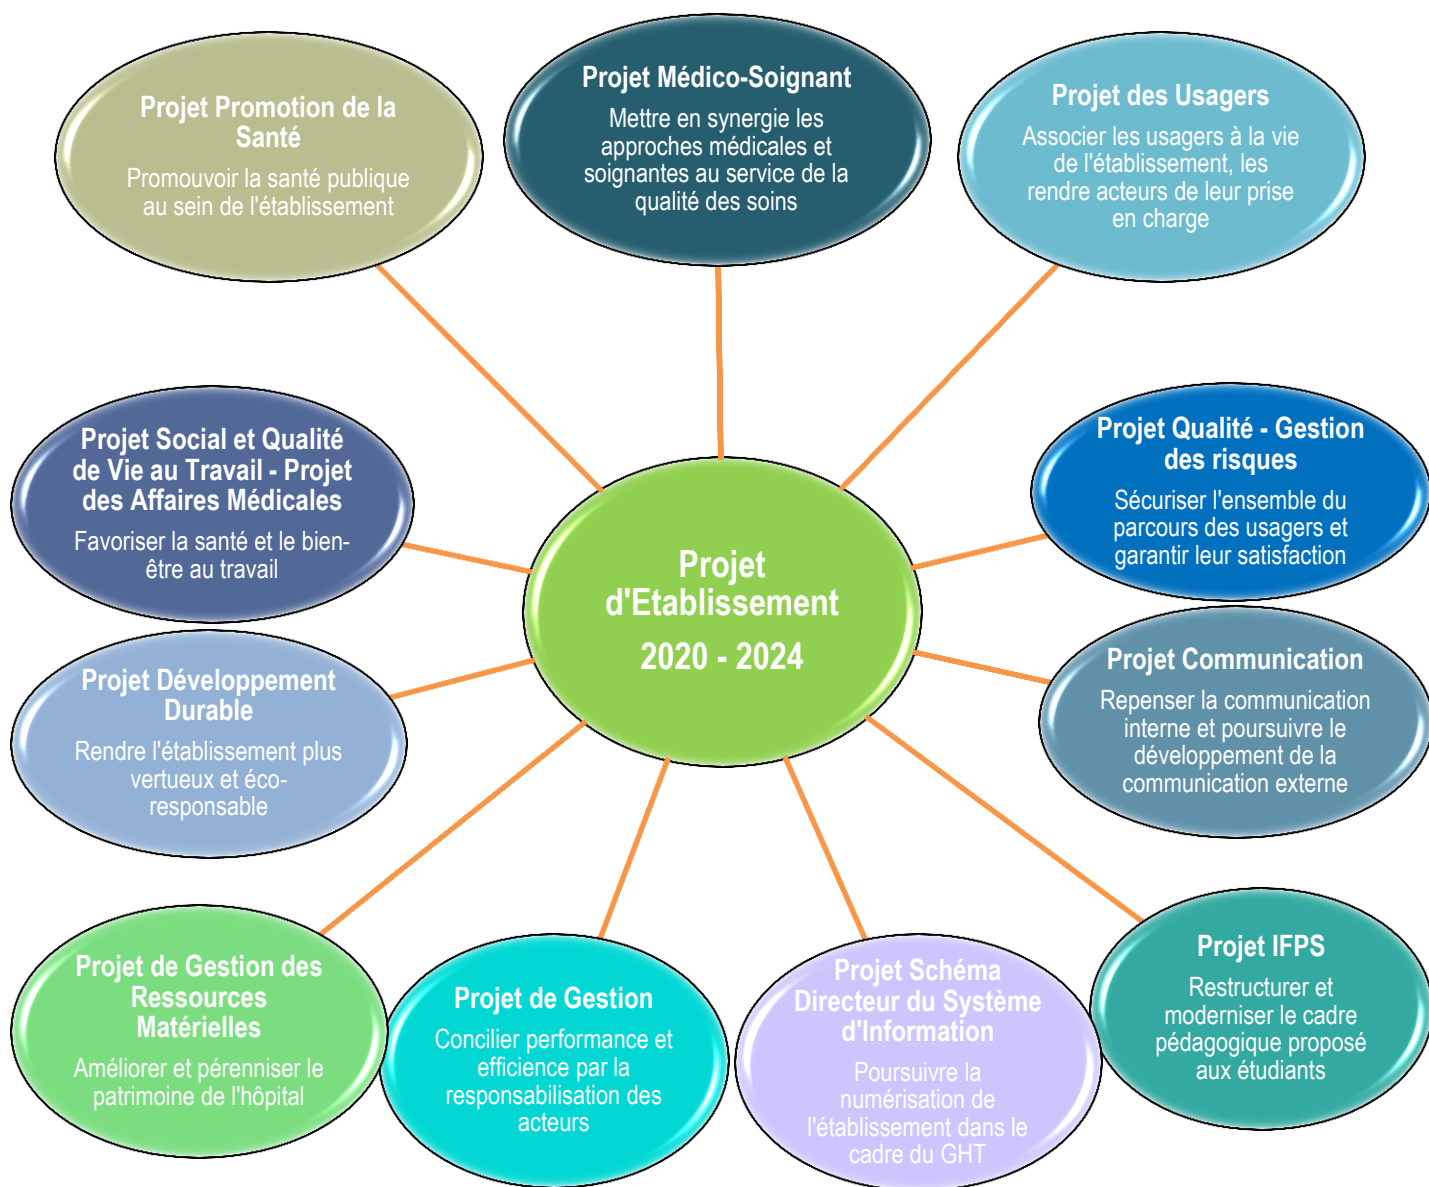 Projet Promotion de la
Santé
Promouvoir la santé publique
au sein de l'établissement
Projet Médico-Soignant
Mettre en synergie les
approches médicales et
soignantes au service de la
qualité des soins
Projet des Usagers
Associer les usagers à la vie
de l'établissement, les
rendre acteurs de leur prise
en charge
Projet Social et Qualité
de Vie au Travail - Projet
des Affaires Médicales
Favoriser la santé et le bien-
être au travail
Projet Qualité - Gestion
des risques
Sécuriser l'ensemble du
parcours des usagers et
garantir leur satisfaction
Projet
d'Etablissement
2020 - 2024
Projet Développement
Durable
Rendre l'établissement plus
vertueux et éco-
responsable
Projet Communication
Repenser la communication
interne et poursuivre le
développement de la
communication externe
Projet de Gestion des
Ressources
Matérielles
Améliorer et pérenniser le
patrimoine de l'hôpital
Projet de Gestion
Concilier performance et
efficience par la
responsabilisation des
acteurs
Projet Schéma
Directeur du Système
d'Information
Poursuivre la
numérisation de
l'établissement dans le
cadre du GHT
Projet IFPS
Restructurer et
moderniser le cadre
pédagogique proposé
aux étudiants